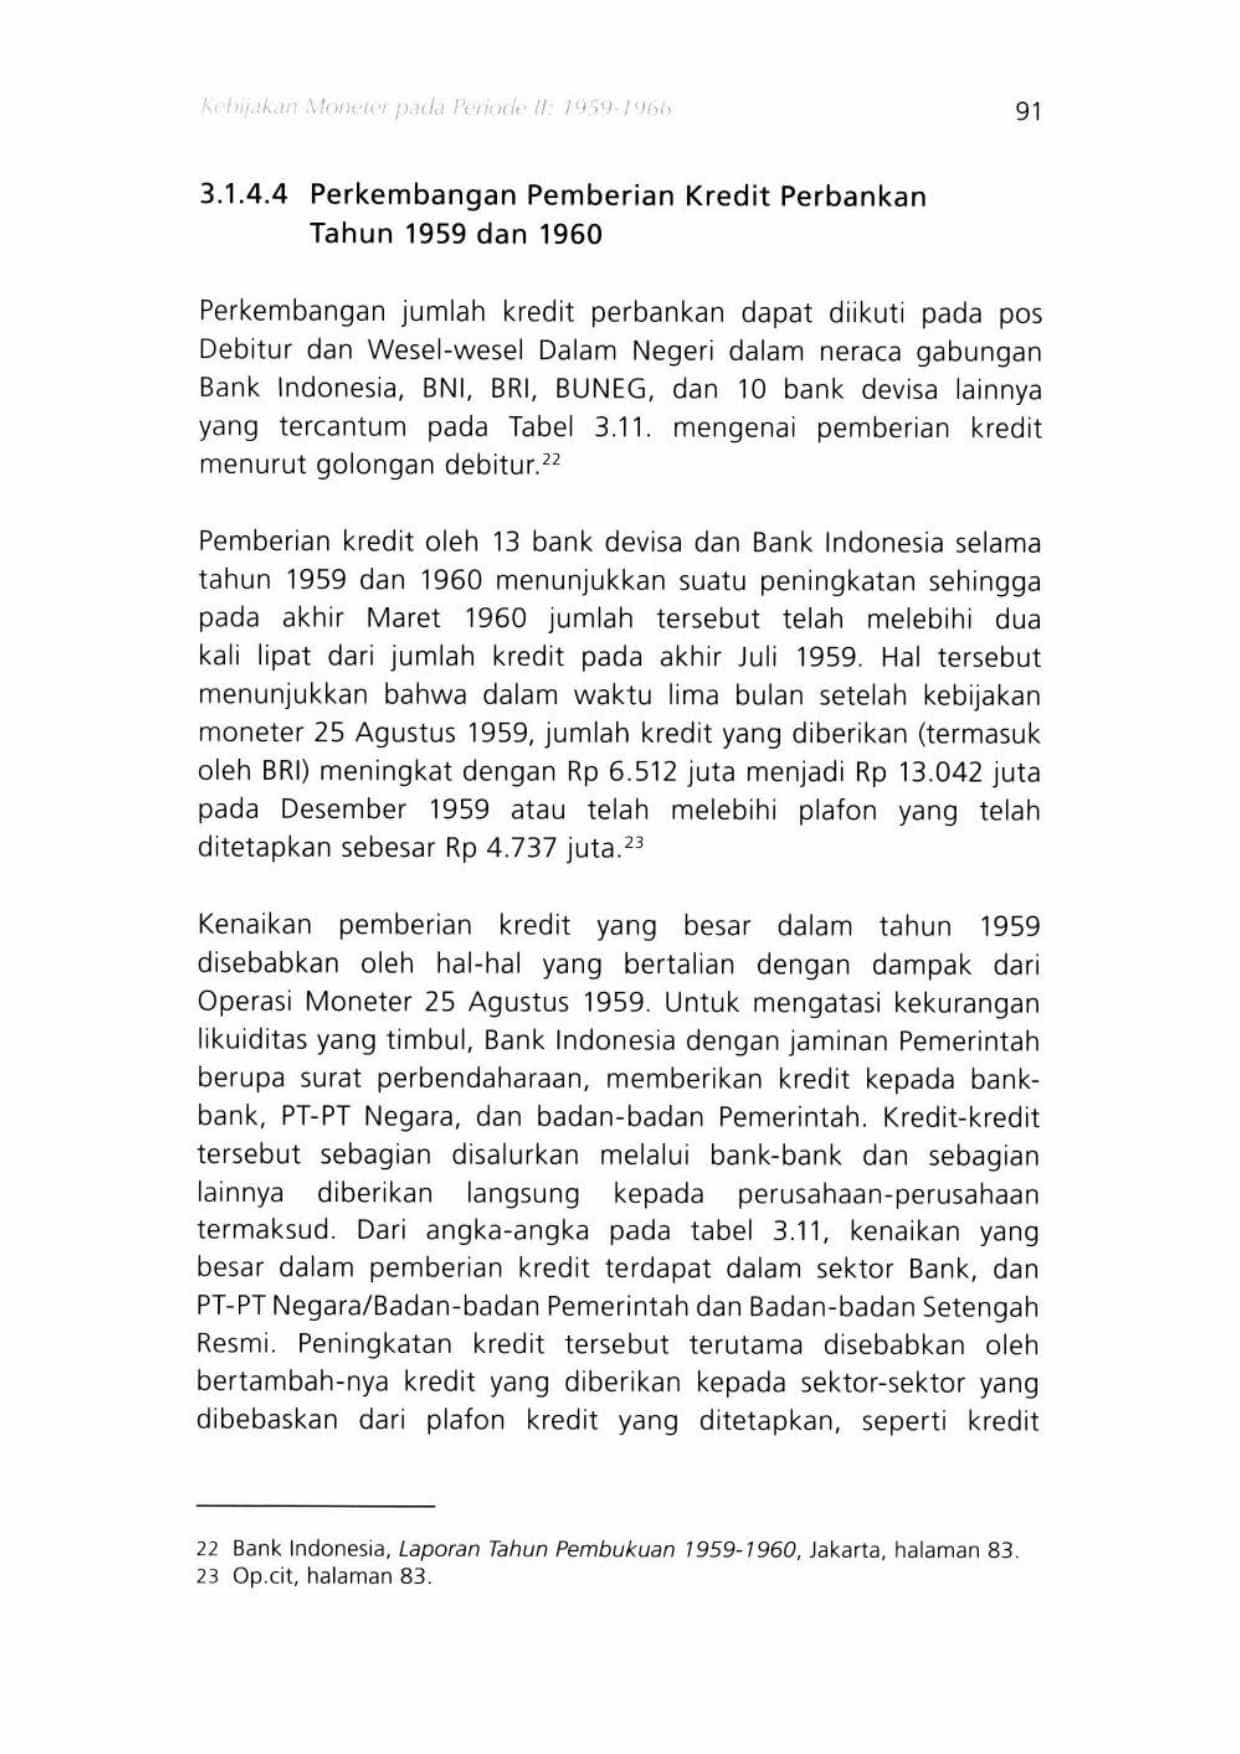 Kebijakan Moneter pada Periode II: 1959-1966
91
3.1.4.4 Perkembangan Pemberian Kredit Perbankan
Tahun 1959 dan 1960
Perkembangan jumlah kredit perbankan dapat diikuti pada pos
Debitur dan Wesel-wesel Dalam Negeri dalam neraca gabungan
Bank Indonesia, BNI, BRI, BUNEG, dan 10 bank devisa lainnya
yang tercantum pada Tabel 3.11. mengenai pemberian kredit
menurut golongan debitur.²²
Pemberian kredit oleh 13 bank devisa dan Bank Indonesia selama
tahun 1959 dan 1960 menunjukkan suatu peningkatan sehingga
pada akhir Maret 1960 jumlah tersebut telah melebihi dua
kali lipat dari jumlah kredit pada akhir Juli 1959. Hal tersebut
menunjukkan bahwa dalam waktu lima bulan setelah kebijakan
moneter 25 Agustus 1959, jumlah kredit yang diberikan (termasuk
oleh BRI) meningkat dengan Rp 6.512 juta menjadi Rp 13.042 juta
pada Desember 1959 atau telah melebihi plafon yang telah
ditetapkan sebesar Rp 4.737 juta.²³
Kenaikan pemberian kredit yang besar dalam tahun 1959
disebabkan oleh hal-hal yang bertalian dengan dampak dari
Operasi Moneter 25 Agustus 1959. Untuk mengatasi kekurangan
likuiditas yang timbul, Bank Indonesia dengan jaminan Pemerintah
berupa surat perbendaharaan, memberikan kredit kepada bank-
bank, PT-PT Negara, dan badan-badan Pemerintah. Kredit-kredit
tersebut sebagian disalurkan melalui bank-bank dan sebagian
lainnya diberikan langsung kepada perusahaan-perusahaan
termaksud. Dari angka-angka pada tabel 3.11, kenaikan yang
besar dalam pemberian kredit terdapat dalam sektor Bank, dan
PT-PT Negara/Badan-badan Pemerintah dan Badan-badan Setengah
Resmi. Peningkatan kredit tersebut terutama disebabkan oleh
bertambah-nya kredit yang diberikan kepada sektor-sektor yang
dibebaskan dari plafon kredit yang ditetapkan, seperti kredit
22 Bank Indonesia, Laporan Tahun Pembukuan 1959-1960, Jakarta, halaman 83.
23 Op.cit, halaman 83.